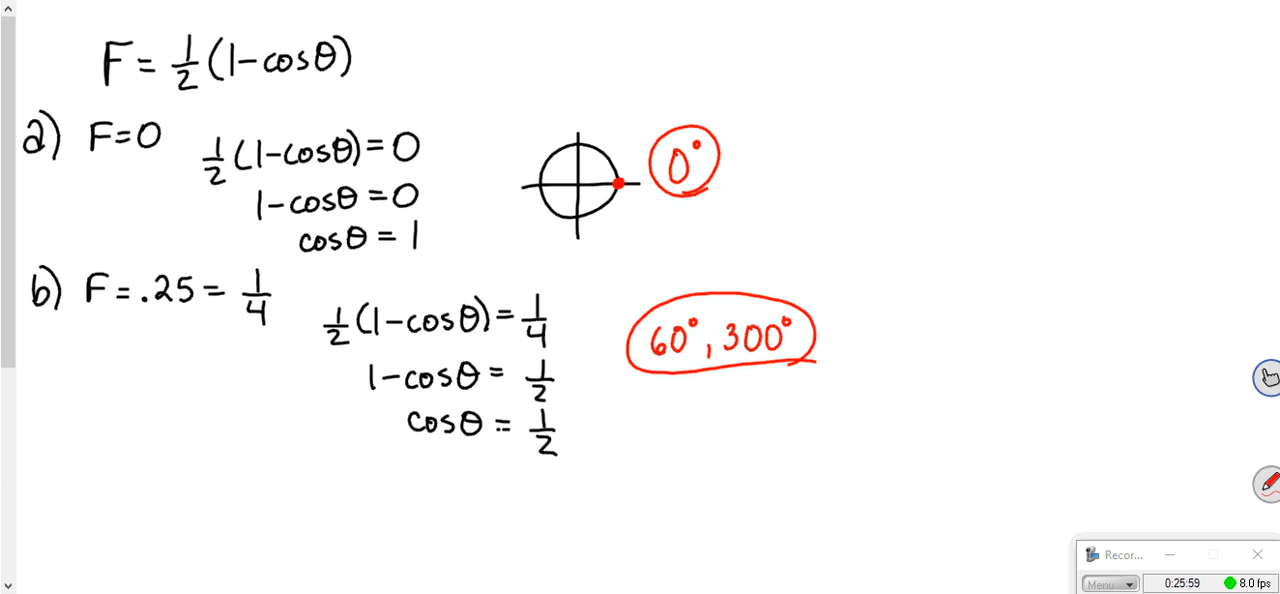 F = 1/2 (1-cosθ)
a) F=0
1/2 (1-cosθ) = 0
1-cosθ = 0
cosθ = 1
0°
b) F = .25 = 1/4
1/2 (1-cosθ) = 1/4
1-cosθ = 1/2
cosθ = 1/2
60°, 300°
Recor...
Menu
0:25:59
8.0 fps